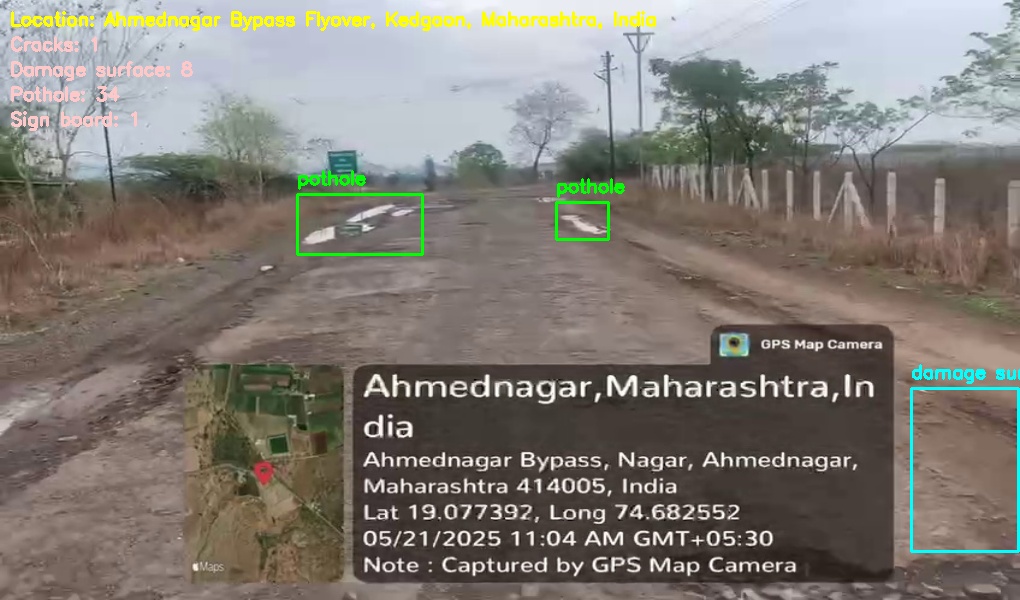 Location: Ahmednagar Bypass Flyover, Kedgaon, Maharashtra, India
Cracks: 1
Damage surface: 8
Pothole: 34
Sign board: 1
pothole
pothole
GPS Map Camera
damage sur
Ahmednagar,Maharashtra,In
dia
Ahmednagar Bypass, Nagar, Ahmednagar,
Maharashtra 414005, India
Lat 19.077392, Long 74.682552
05/21/2025 11:04 AM GMT+05:30
Note : Captured by GPS Map Camera
Maps